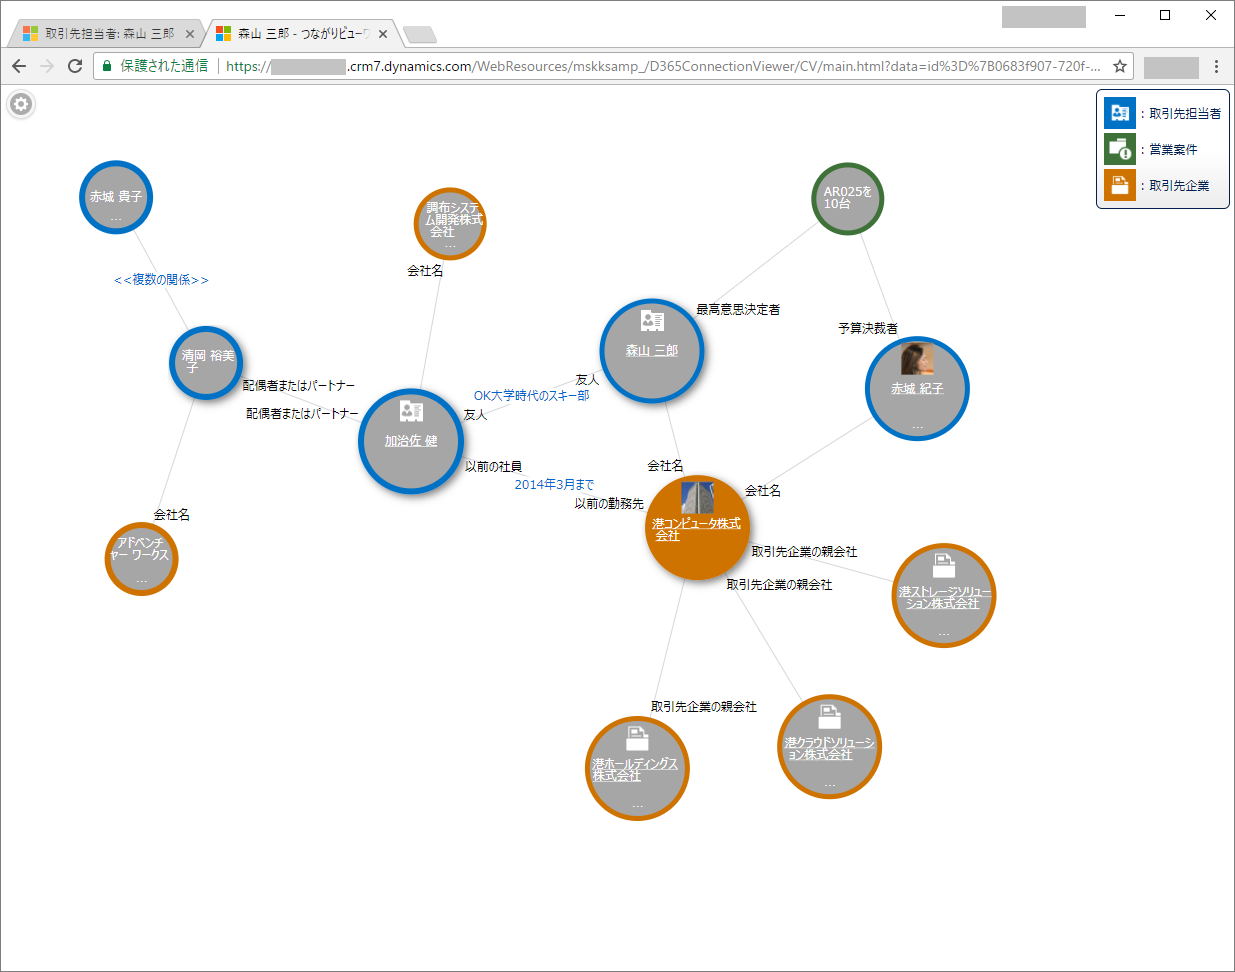 取引先担当者: 森山 三郎
森山 三郎 - つながりビューワ
保護された通信
https://
.crm7.dynamics.com/WebResources/mskksamp_/D365ConnectionViewer/CV/main.html?data=id%3D%7B0683f907-720f-...
: 取引先担当者
: 営業案件
: 取引先企業
赤城 貴子
...
調布システ
ム開発株式
会社
...
AR025を
10台
会社名
<<複数の関係>>
最高意思決定者
予算決裁者
森山 三郎
清岡 裕美
子
赤城 紀子
...
配偶者またはパートナー
配偶者またはパートナー
友人
OK大学時代のスキー部
友人
加治佐 健
以前の社員
2014年3月まで
以前の勤務先
会社名
会社名
会社名
港コンピュータ株式
会社
アドベンチ
ャー ワークス
...
取引先企業の親会社
取引先企業の親会社
港ストレージソリュー
ション株式会社
...
取引先企業の親会社
港クラウドソリューシ
ョン株式会社
...
港ホールディングス
株式会社
...